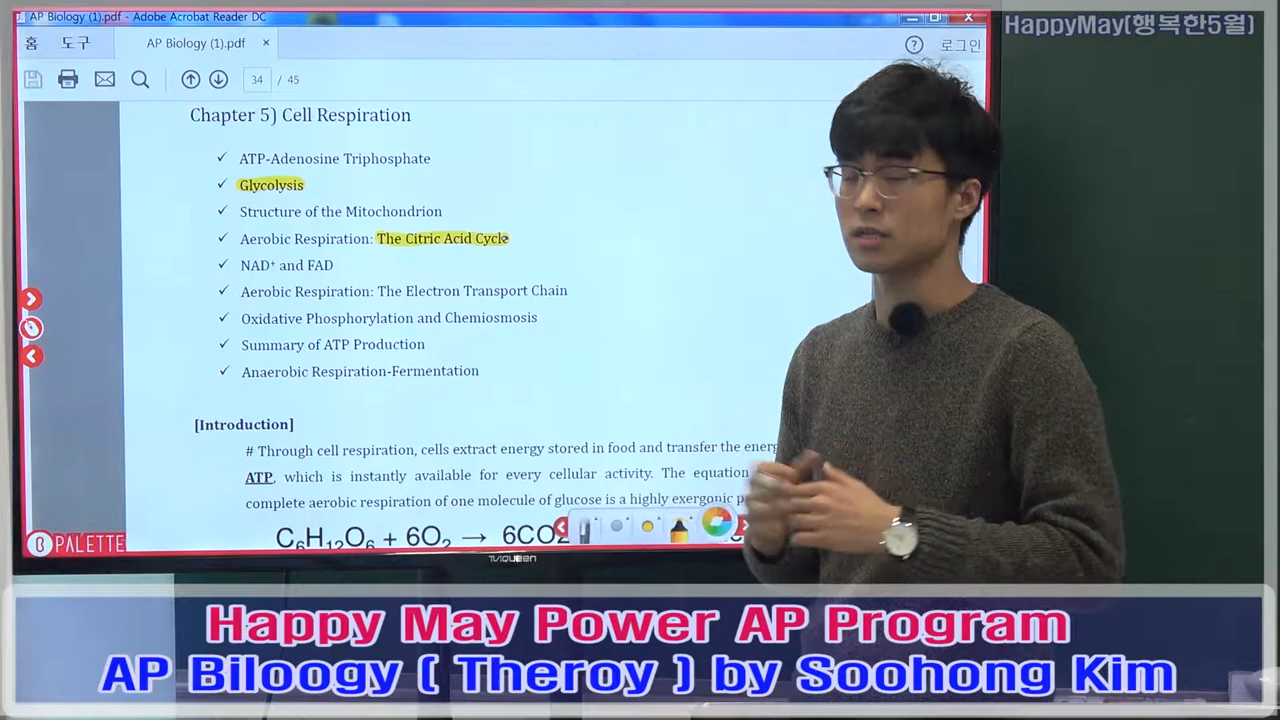 AP Biology (1).pdf - Adobe Acrobat Reader DC
HappyMay(행복한5월)
홈 도구 AP Biology (1).pdf × ? 로그인
34 / 45
Chapter 5) Cell Respiration
✓ ATP-Adenosine Triphosphate
✓ Glycolysis
✓ Structure of the Mitochondrion
✓ Aerobic Respiration: The Citric Acid Cycle
✓ NAD⁺ and FAD
✓ Aerobic Respiration: The Electron Transport Chain
✓ Oxidative Phosphorylation and Chemiosmosis
✓ Summary of ATP Production
✓ Anaerobic Respiration-Fermentation
[Introduction]
# Through cell respiration, cells extract energy stored in food and transfer the
ATP, which is instantly available for every cellular activity. The equation
complete aerobic respiration of one molecule of glucose is a highly exergonic
C₆H₁₂O₆ + 6O₂ → 6CO2
PALETTE
TVIQUEEN
Happy May Power AP Program
AP Biloogy ( Theroy ) by Soohong Kim